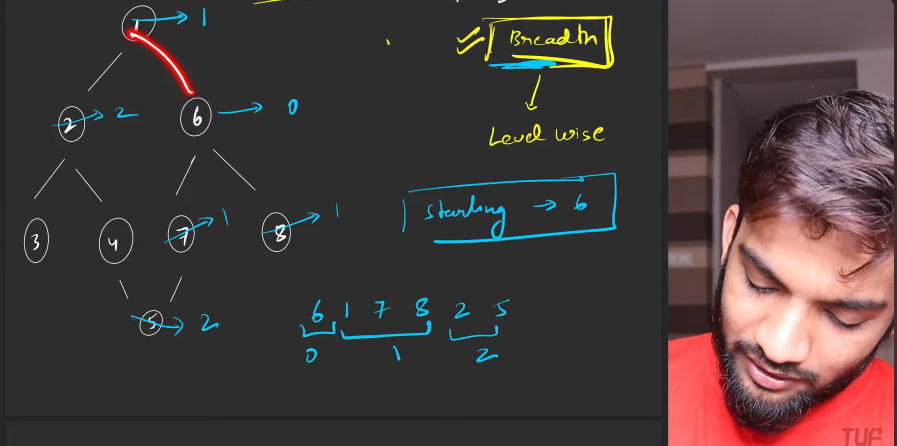 1 → 1
Breadth
2 → 2
6 → 0
Level wise
Starting → 6
3 4 7 → 1 8 → 1
5 → 2
6 1 7 8 2 5
0 1 2
TUF